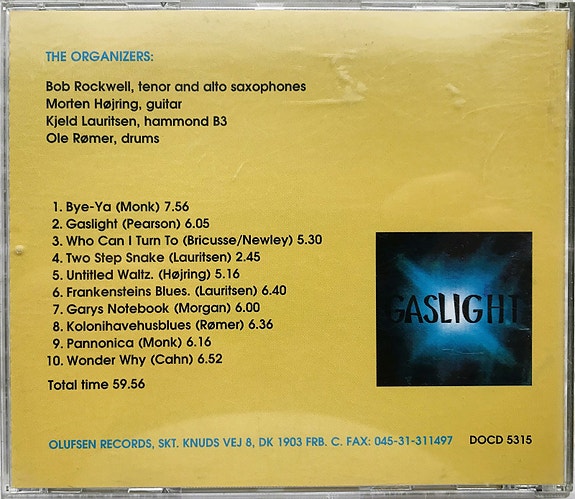 THE ORGANIZERS:
Bob Rockwell, tenor and alto saxophones
Morten Højring, guitar
Kjeld Lauritsen, hammond B3
Ole Rømer, drums
1. Bye-Ya (Monk) 7.56
2. Gaslight (Pearson) 6.05
3. Who Can I Turn To (Bricusse/Newley) 5.30
4. Two Step Snake (Lauritsen) 2.45
5. Untitled Waltz. (Højring) 5.16
6. Frankensteins Blues. (Lauritsen) 6.40
7. Garys Notebook (Morgan) 6.00
8. Kolonihavehusblues (Rømer) 6.36
9. Pannonica (Monk) 6.16
10. Wonder Why (Cahn) 6.52
Total time 59.56
GASLIGHT
OLUFSEN RECORDS, SKT. KNUDS VEJ 8, DK 1903 FRB. C. FAX: 045-31-311497 DOCD 5315